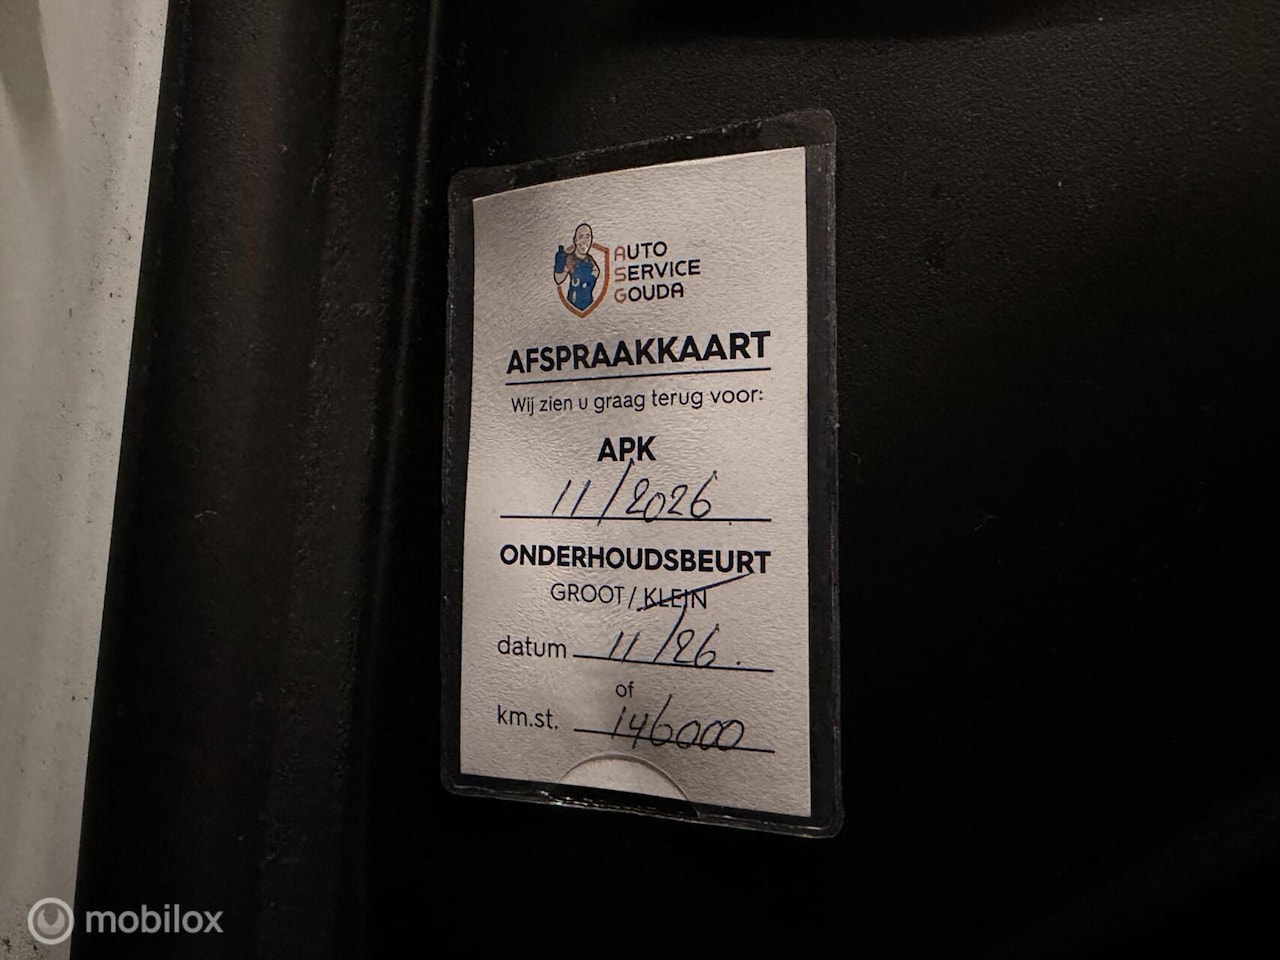 AUTO
SERVICE
GOUDA
AFSPRAAKKAART
Wij zien u graag terug voor:
APK
11/2026
ONDERHOUDSBEURT
GROOT/KLEIN
datum 11/26.
of
km.st. 146000
mobilox